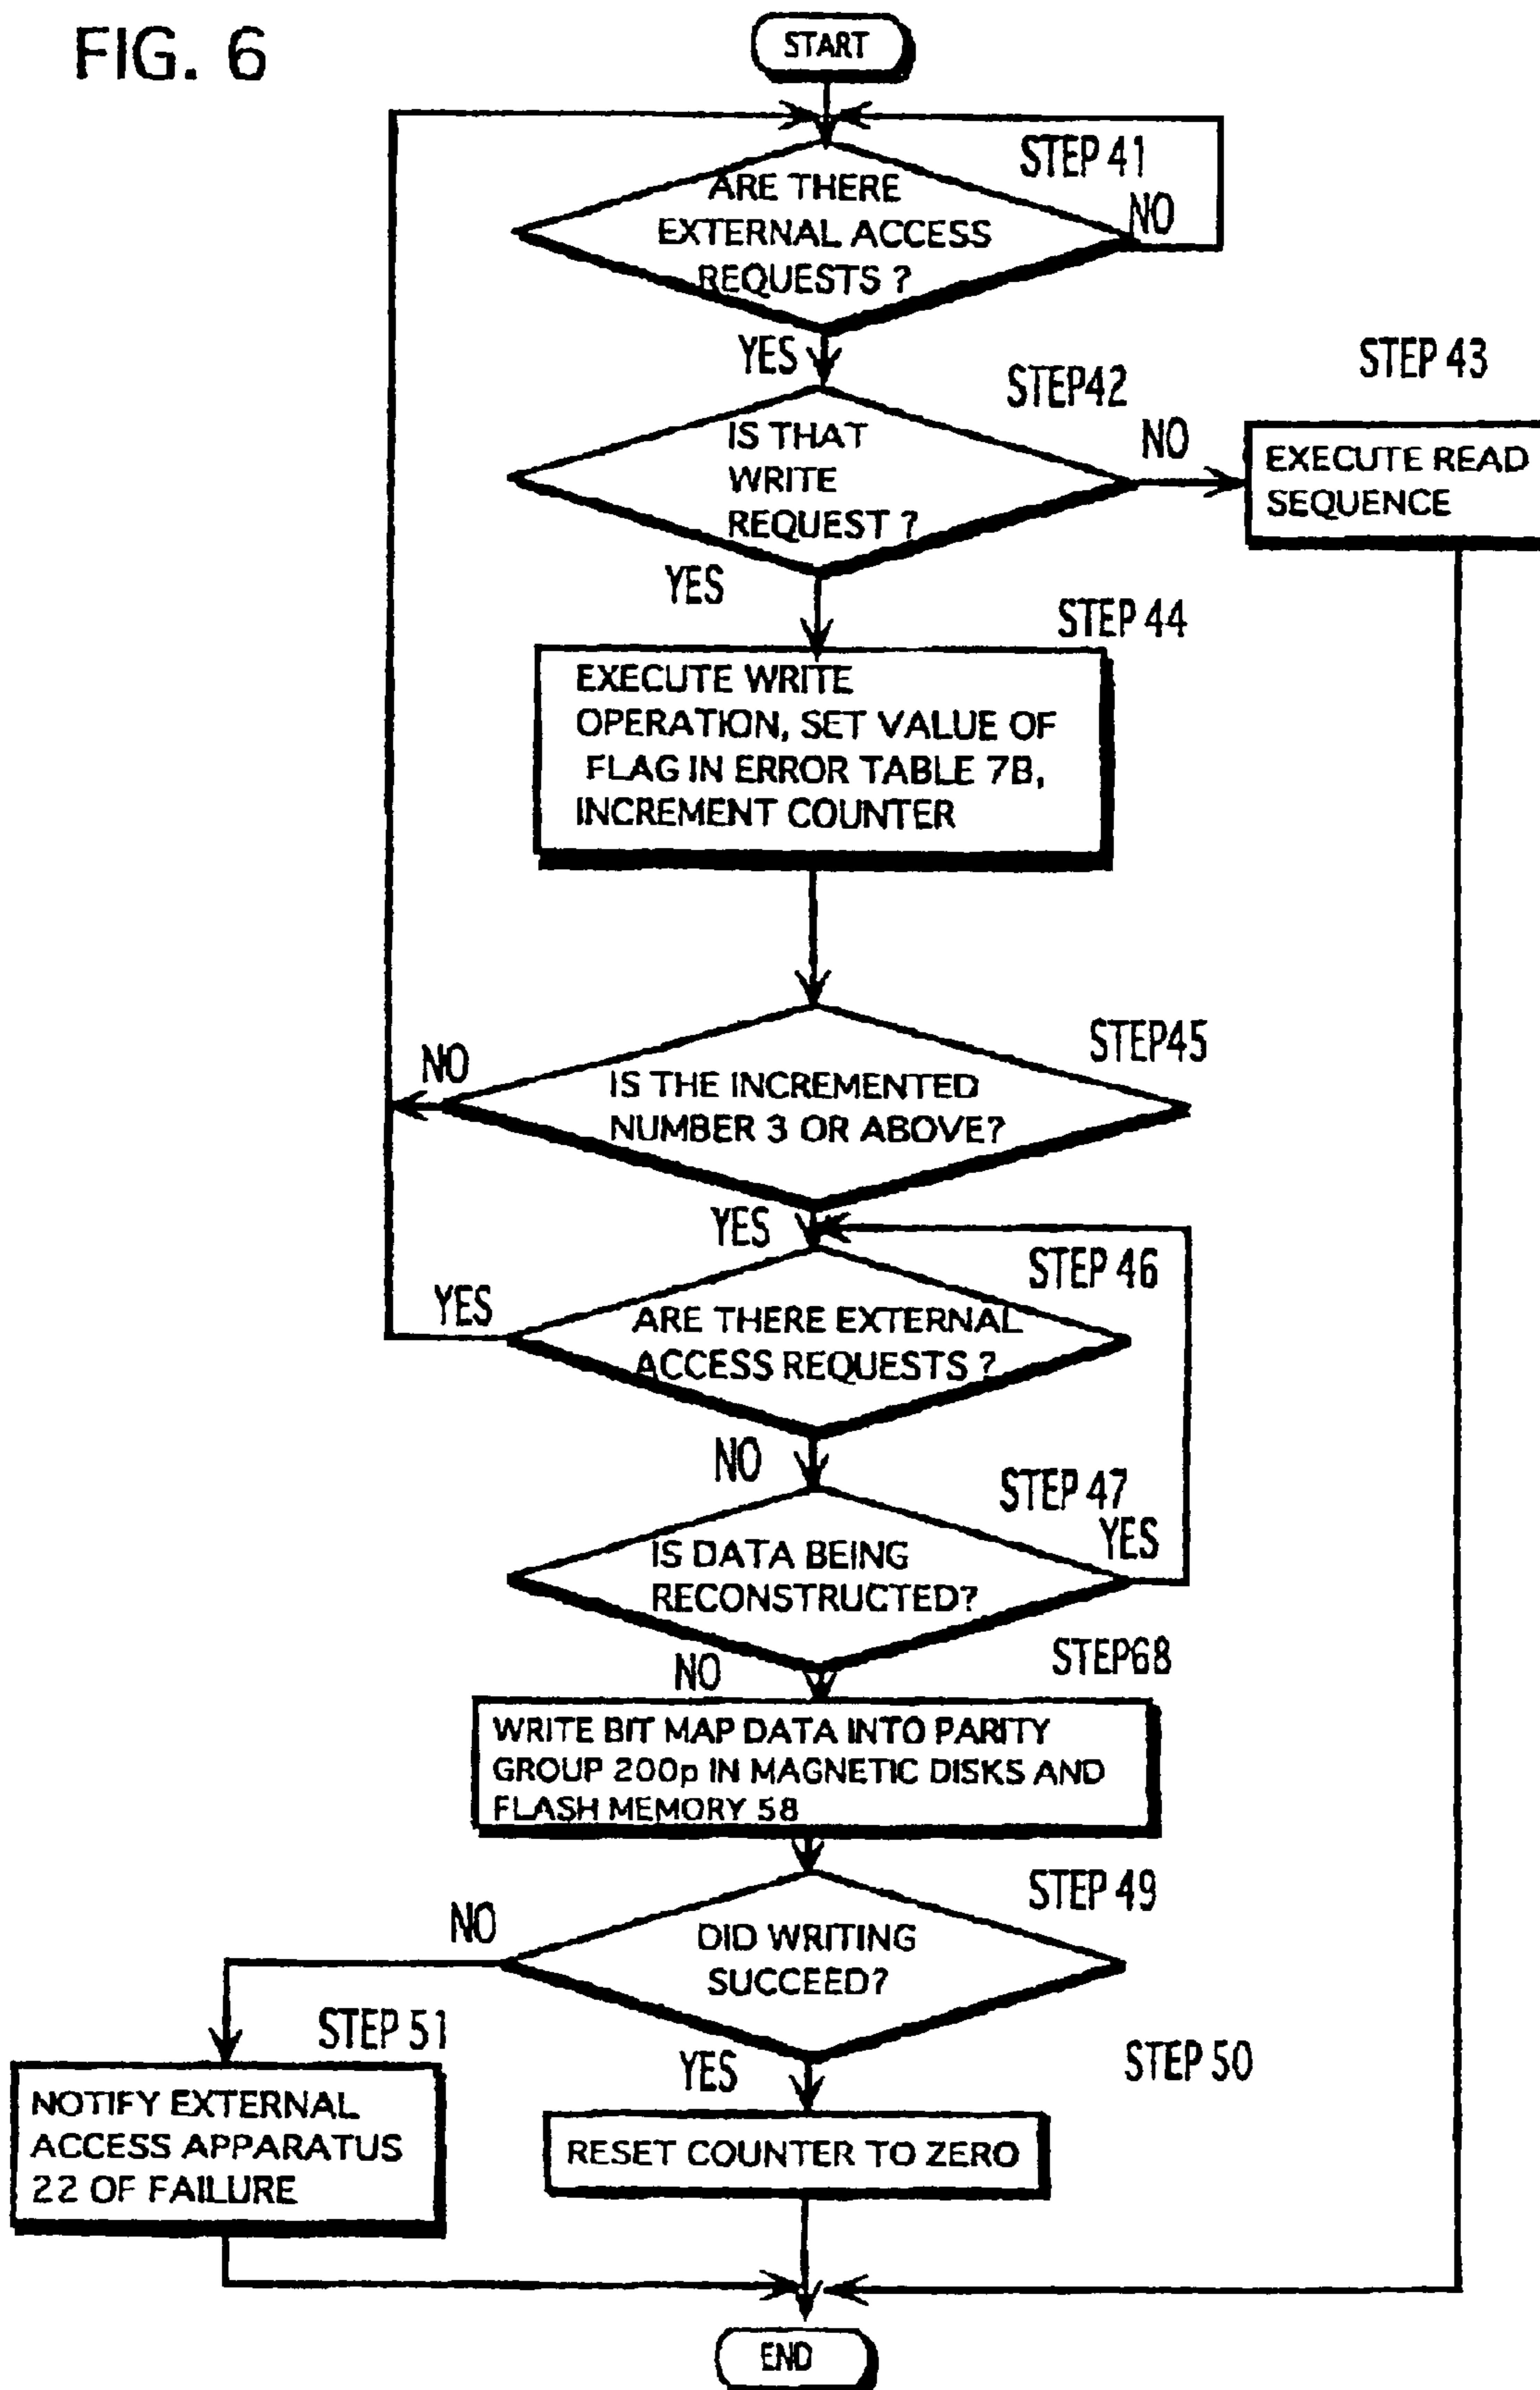 FIG. 6
START
STEP 41
ARE THERE
EXTERNAL ACCESS
REQUESTS ?
NO
YES
STEP42
STEP 43
IS THAT
WRITE
REQUEST ?
NO
EXECUTE READ
SEQUENCE
YES
STEP 44
EXECUTE WRITE
OPERATION, SET VALUE OF
FLAG IN ERROR TABLE 7B,
INCREMENT COUNTER
STEP45
NO
IS THE INCREMENTED
NUMBER 3 OR ABOVE?
YES
STEP 46
YES
ARE THERE EXTERNAL
ACCESS REQUESTS ?
NO
STEP 47
YES
IS DATA BEING
RECONSTRUCTED?
NO
STEP68
WRITE BIT MAP DATA INTO PARITY
GROUP 200p IN MAGNETIC DISKS AND
FLASH MEMORY 58
STEP 49
NO
DID WRITING
SUCCEED?
STEP 51
YES
STEP 50
NOTIFY EXTERNAL
ACCESS APPARATUS
22 OF FAILURE
RESET COUNTER TO ZERO
END